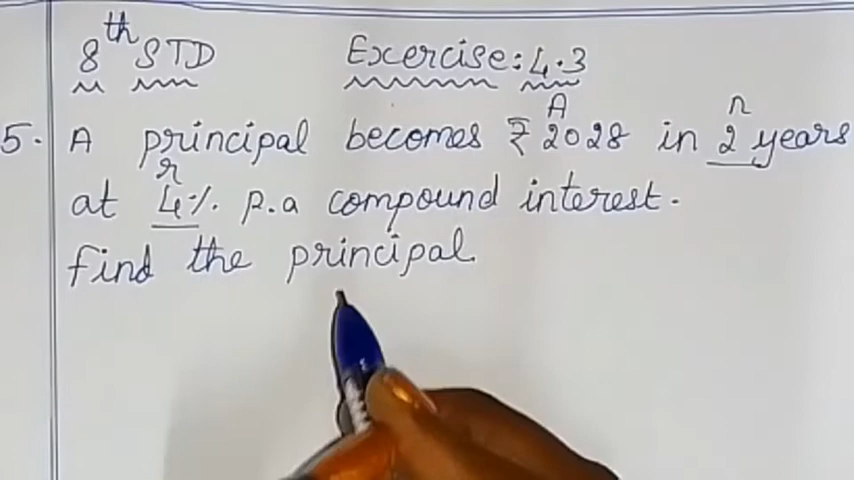 8th STD Exercise: 4.3
A n
5. A principal becomes ₹ 2028 in 2 years
r
at 4% p.a compound interest.
find the principal.